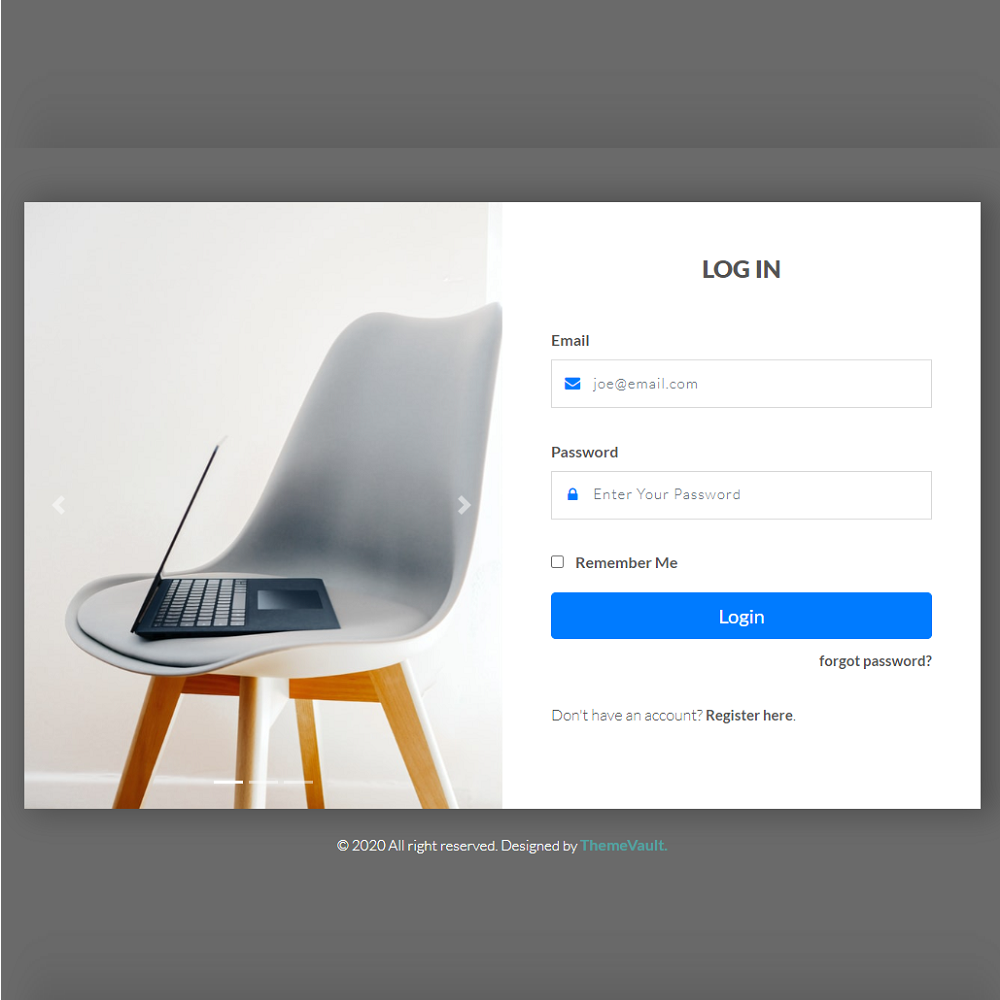 LOG IN
Email
joe@email.com
Password
Enter Your Password
Remember Me
Login
forgot password?
Don't have an account? Register here.
© 2020 All right reserved. Designed by ThemeVault.